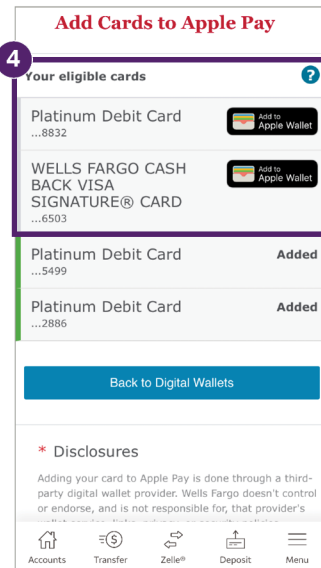 Add Cards to Apple Pay
4
Your eligible cards ?
Platinum Debit Card
...8832
Add to
Apple Wallet
WELLS FARGO CASH
BACK VISA
SIGNATURE® CARD
...6503
Add to
Apple Wallet
Platinum Debit Card Added
...5499
Platinum Debit Card Added
...2886
Back to Digital Wallets
* Disclosures
Adding your card to Apple Pay is done through a third-
party digital wallet provider. Wells Fargo doesn't control
or endorse, and is not responsible for, that provider's
Accounts Transfer Zelle® Deposit Menu